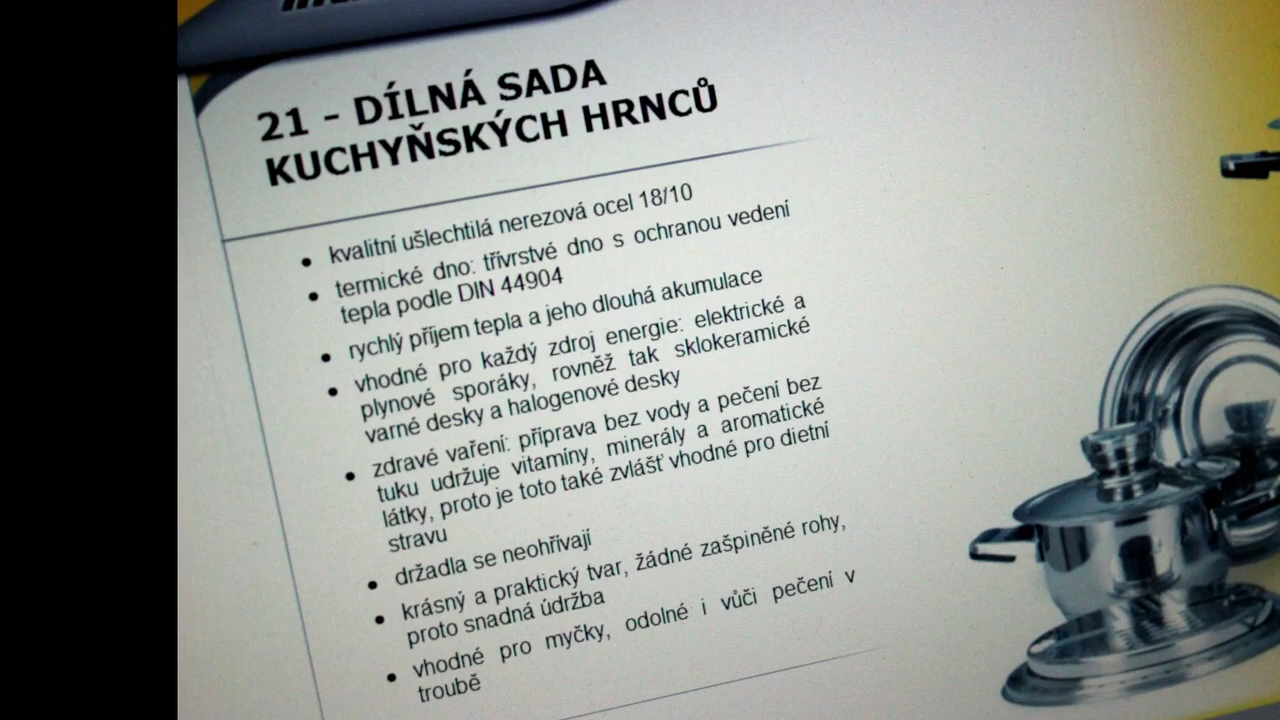 21 - DÍLNÁ SADA
KUCHYŇSKÝCH HRNCŮ
• kvalitní ušlechtilá nerezová ocel 18/10
• termické dno: třívrstvé dno s ochranou vedení
tepla podle DIN 44904
• rychlý příjem tepla a jeho dlouhá akumulace
• vhodné pro každý zdroj energie: elektrické a
plynové sporáky, rovněž tak sklokeramické
varné desky a halogenové desky
• zdravé vaření: příprava bez vody a pečení bez
tuku udržuje vitamíny, minerály a aromatické
látky, proto je toto také zvlášť vhodné pro dietní
stravu
• držadla se neohřívají
• krásný a praktický tvar, žádné zašpiněné rohy,
proto snadná údržba
• vhodné pro myčky, odolné i vůči pečení v
troubě